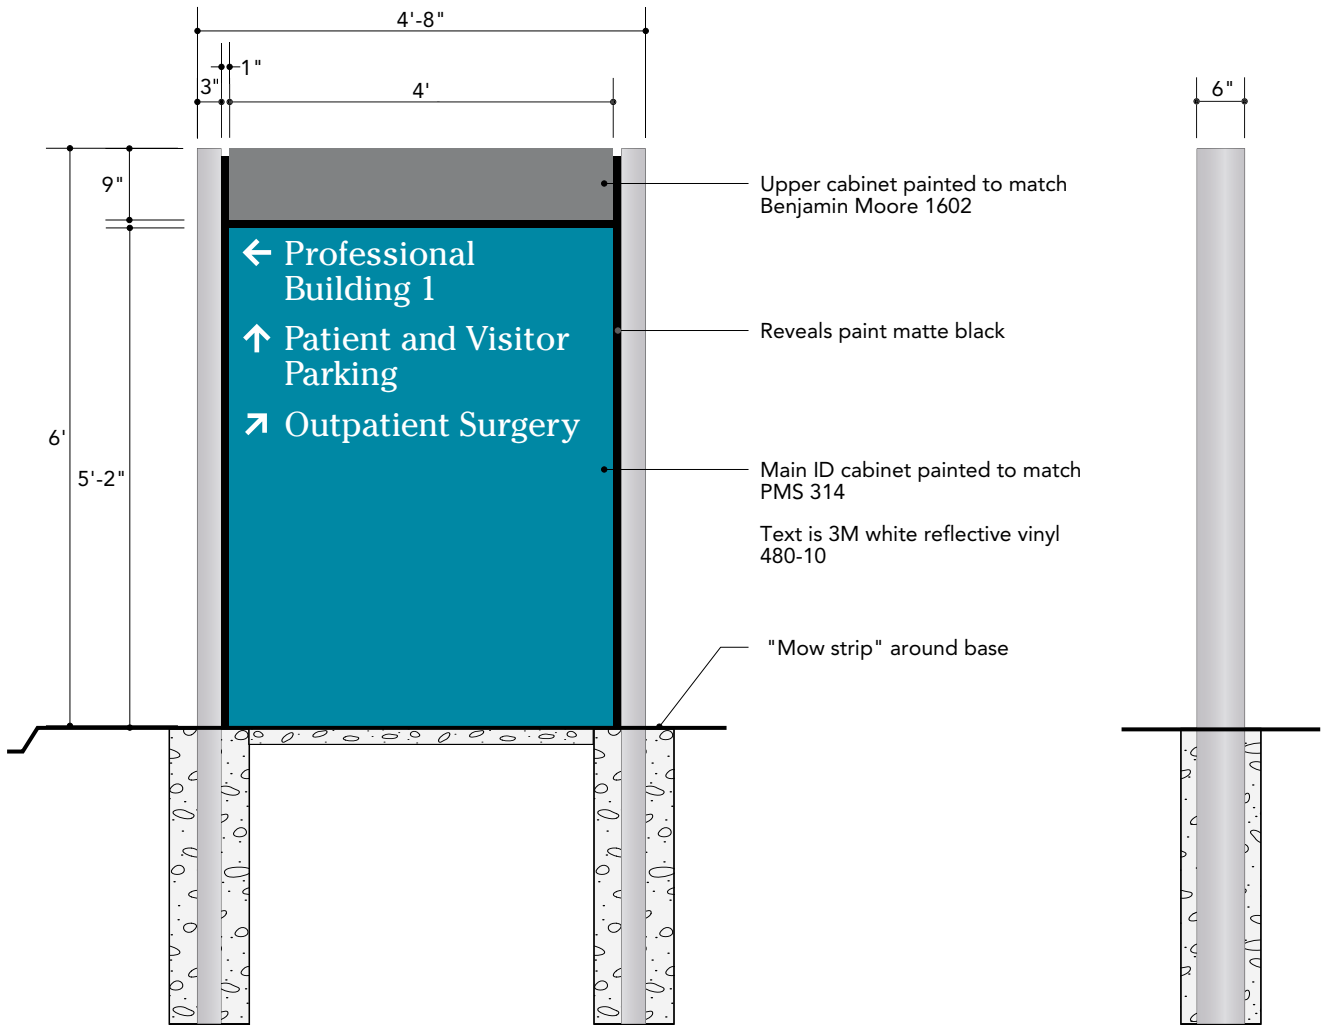 4'-8"
1"
3"
4'
6"
9"
Upper cabinet painted to match
Benjamin Moore 1602
← Professional
Building 1
↑ Patient and Visitor
Parking
↗ Outpatient Surgery
Reveals paint matte black
6'
5'-2"
Main ID cabinet painted to match
PMS 314
Text is 3M white reflective vinyl
480-10
"Mow strip" around base